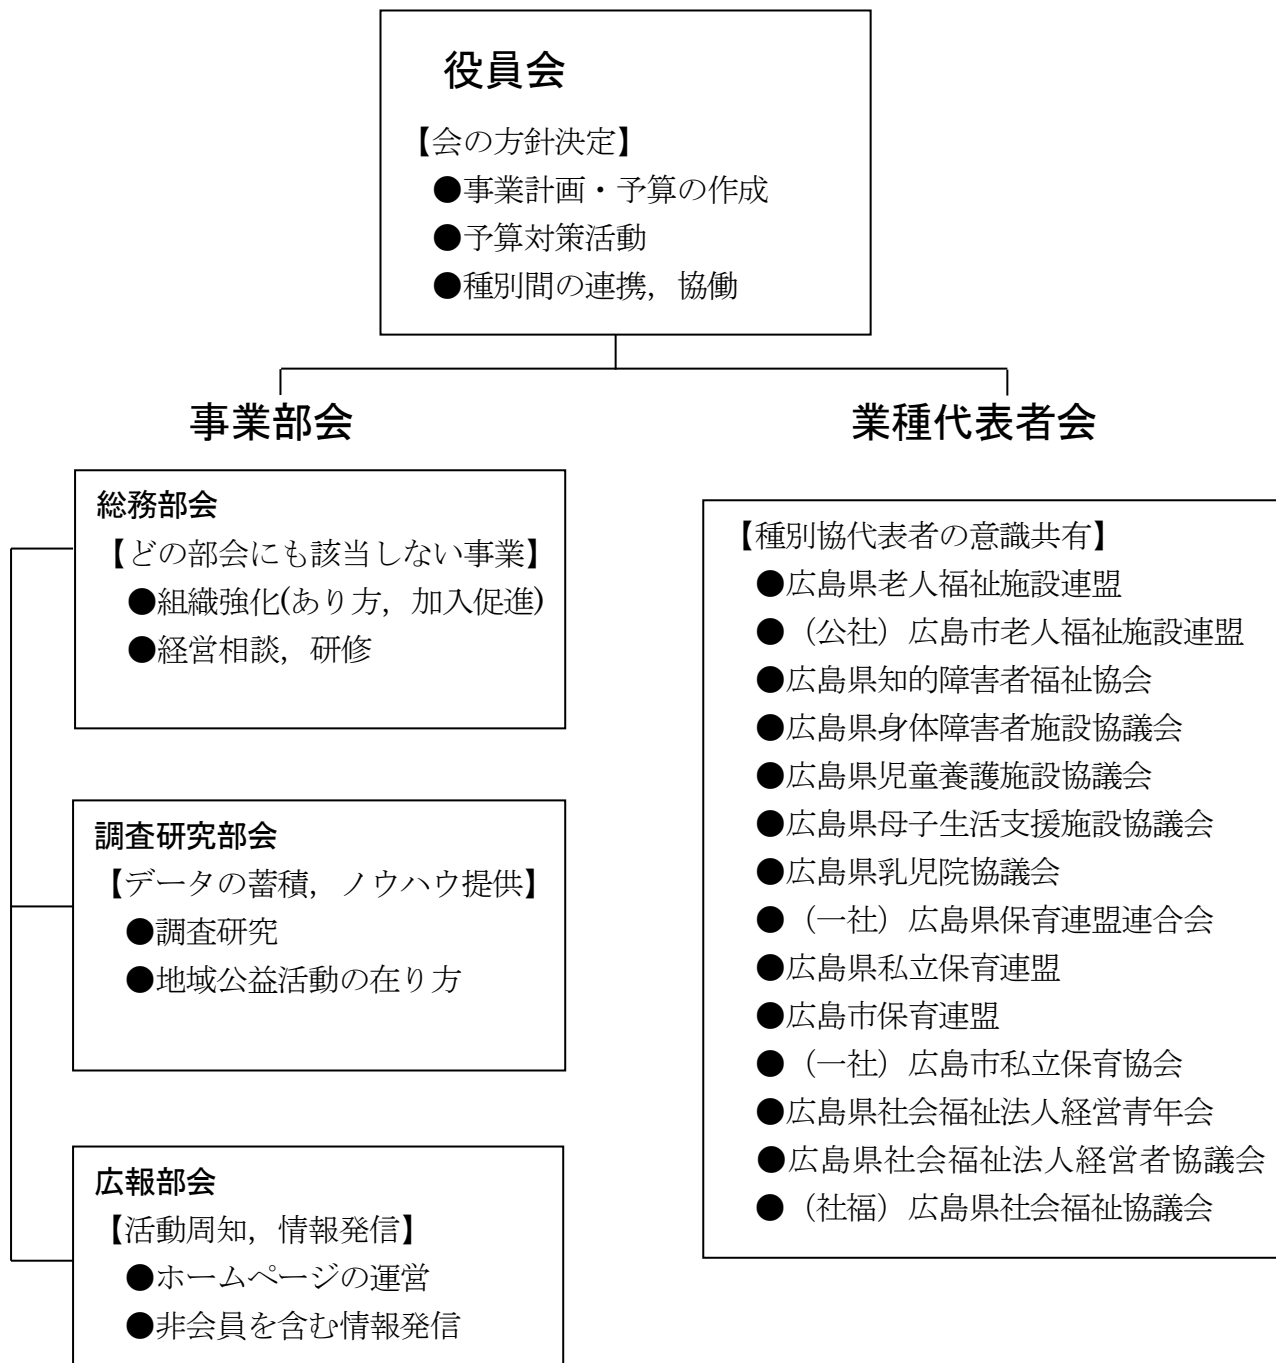 役員会
【会の方針決定】
●事業計画・予算の作成
●予算対策活動
●種別間の連携，協働
事業部会
総務部会
【どの部会にも該当しない事業】
●組織強化(あり方，加入促進)
●経営相談，研修
調査研究部会
【データの蓄積，ノウハウ提供】
●調査研究
●地域公益活動の在り方
広報部会
【活動周知，情報発信】
●ホームページの運営
●非会員を含む情報発信
業種代表者会
【種別協代表者の意識共有】
●広島県老人福祉施設連盟
●（公社）広島市老人福祉施設連盟
●広島県知的障害者福祉協会
●広島県身体障害者施設協議会
●広島県児童養護施設協議会
●広島県母子生活支援施設協議会
●広島県乳児院協議会
●（一社）広島県保育連盟連合会
●広島県私立保育連盟
●広島市保育連盟
●（一社）広島市私立保育協会
●広島県社会福祉法人経営青年会
●広島県社会福祉法人経営者協議会
●（社福）広島県社会福祉協議会